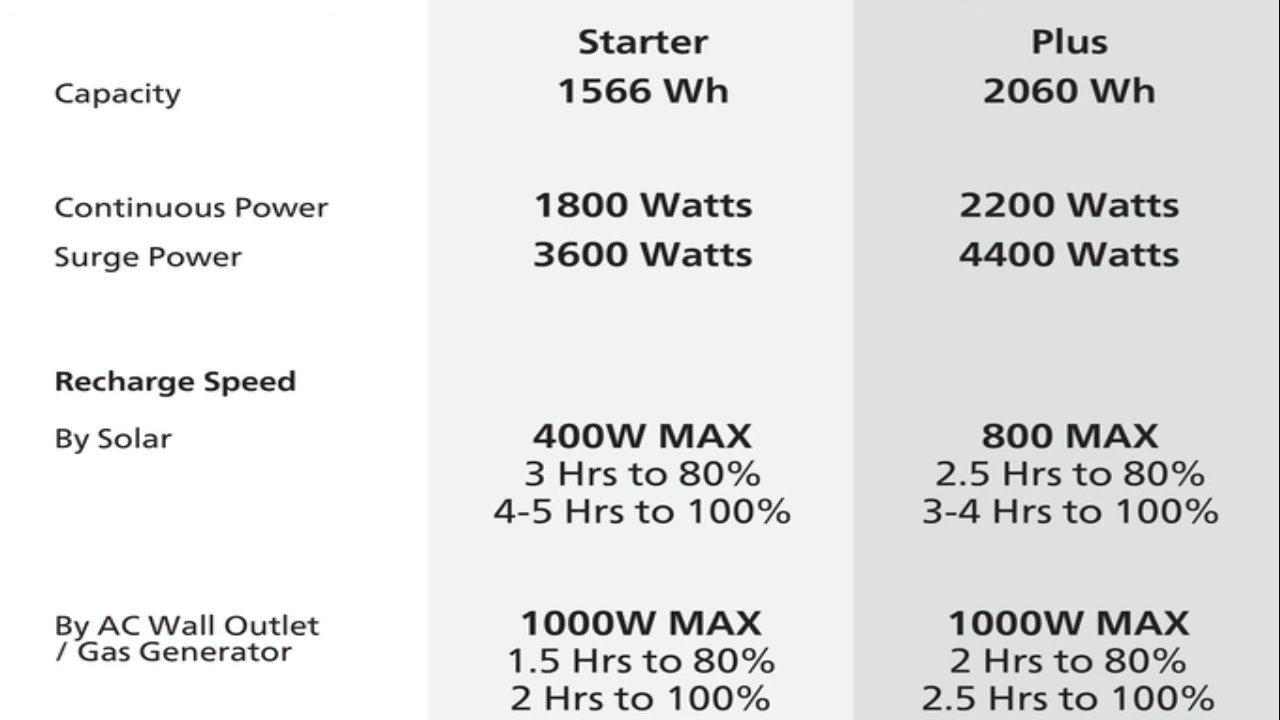 Starter Plus
Capacity 1566 Wh 2060 Wh
Continuous Power 1800 Watts 2200 Watts
Surge Power 3600 Watts 4400 Watts
Recharge Speed
By Solar 400W MAX 800 MAX
3 Hrs to 80% 2.5 Hrs to 80%
4-5 Hrs to 100% 3-4 Hrs to 100%
By AC Wall Outlet 1000W MAX 1000W MAX
/ Gas Generator 1.5 Hrs to 80% 2 Hrs to 80%
2 Hrs to 100% 2.5 Hrs to 100%